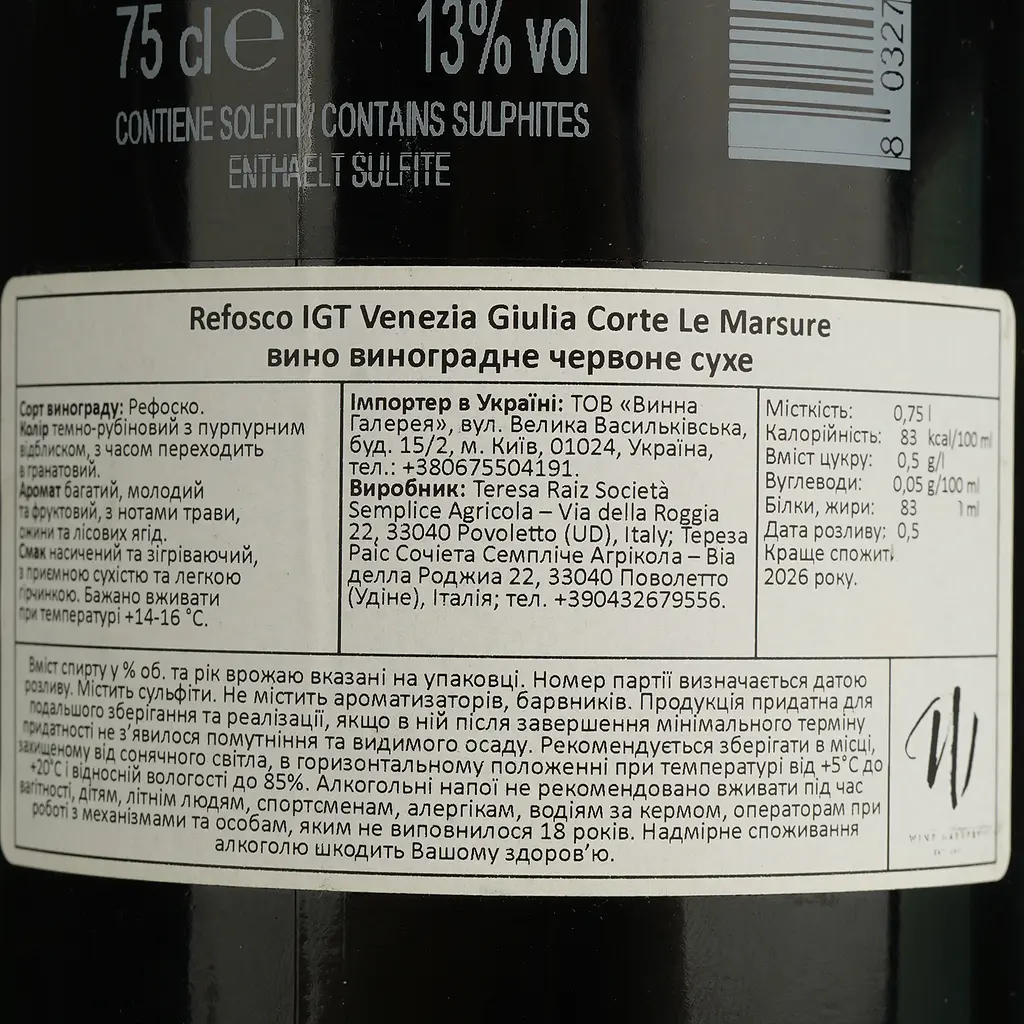 75 cl e
13% vol
CONTIENE SOLFITI/ CONTAINS SULPHITES
ENTHAELT SULFITE
8 0327
Refosco IGT Venezia Giulia Corte Le Marsure
вино виноградне червоне сухе
Сорт винограду: Рефоско.
Колір темно-рубіновий з пурпурним
відблиском, з часом переходить
в гранатовий.
Аромат багатий, молодий
та фруктовий, з нотами трави,
ожини та лісових ягід.
Смак насичений та зігріваючий,
з приємною сухістю та легкою
гірчинкою. Бажано вживати
при температурі +14-16 °С.
Імпортер в Україні: ТОВ «Винна
Галерея», вул. Велика Васильківська,
буд. 15/2, м. Київ, 01024, Україна,
тел.: +380675504191.
Виробник: Teresa Raiz Società
Semplice Agricola – Via della Roggia
22, 33040 Povoletto (UD), Italy; Тереза
Раіс Сочіета Семпліче Агрікола – Віа
делла Роджиа 22, 33040 Поволетто
(Удіне), Італія; тел. +390432679556.
Місткість: 0,75 l
Калорійність: 83 kcal/100 ml
Вміст цукру: 0,5 g/l
Вуглеводи: 0,05 g/100 ml
Білки, жири: 83 ml
Дата розливу: 0,5
Краще спожит
2026 року.
Вміст спирту у % об. та рік врожаю вказані на упаковці. Номер партії визначається датою
розливу. Містить сульфіти. Не містить ароматизаторів, барвників. Продукція придатна для
подальшого зберігання та реалізації, якщо в ній після завершення мінімального терміну
придатності не з’явилося помутніння та видимого осаду. Рекомендується зберігати в місці,
захищеному від сонячного світла, в горизонтальному положенні при температурі від +5°С до
+20°С і відносній вологості до 85%. Алкогольні напої не рекомендовано вживати під час
вагітності, дітям, літнім людям, спортсменам, алергікам, водіям за кермом, операторам при
роботі з механізмами та особам, яким не виповнилося 18 років. Надмірне споживання
алкоголю шкодить Вашому здоров’ю.